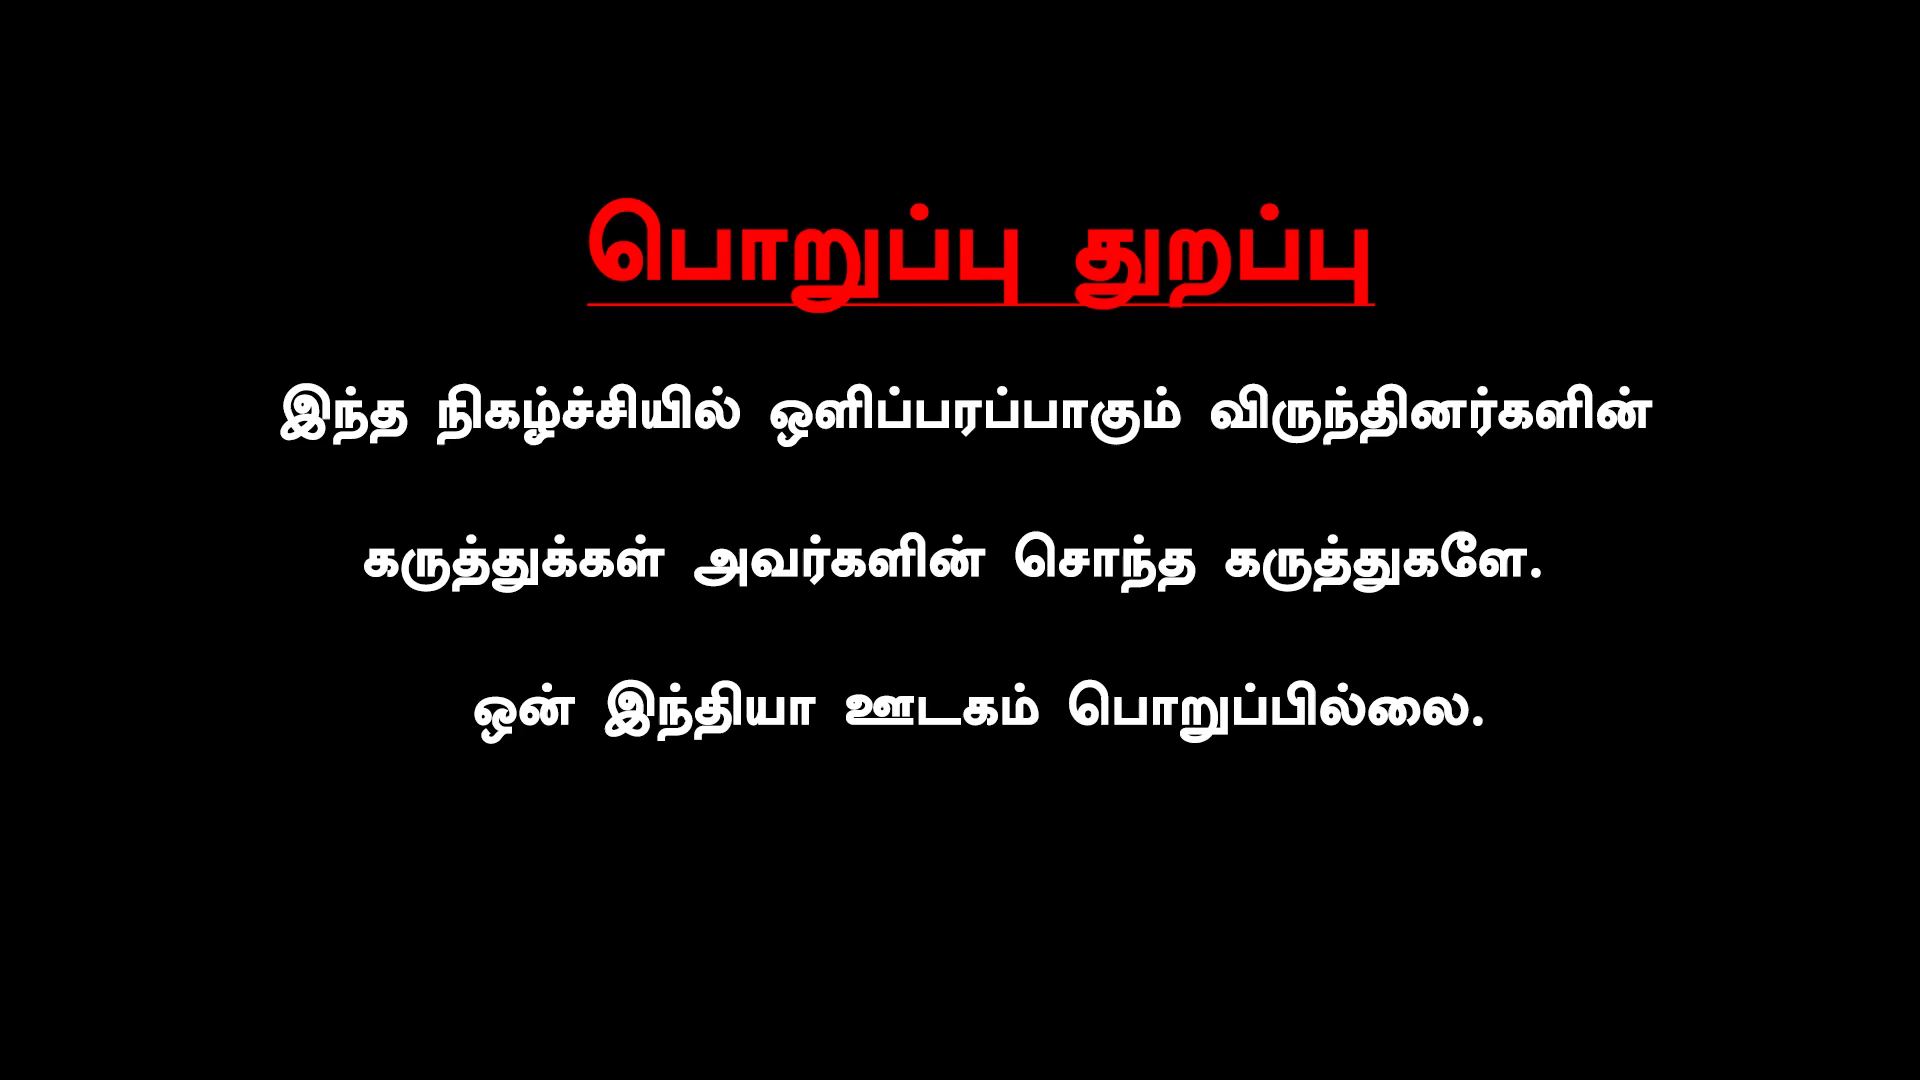 பொறுப்பு துறப்பு
இந்த நிகழ்ச்சியில் ஒளிப்பரப்பாகும் விருந்தினர்களின்
கருத்துக்கள் அவர்களின் சொந்த கருத்துகளே.
ஒன் இந்தியா ஊடகம் பொறுப்பில்லை.